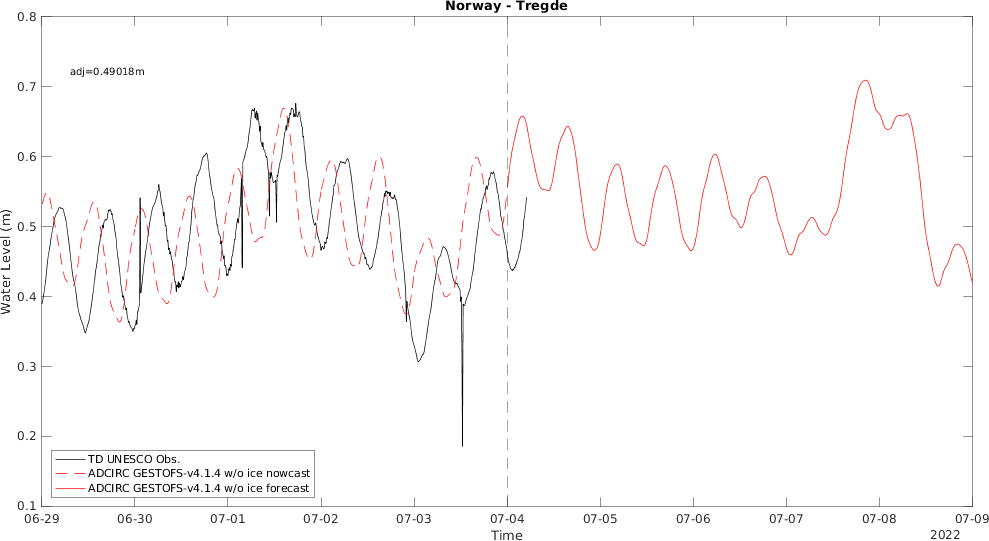 Norway - Tregde
0.8
0.7
0.6
0.5
0.4
0.3
0.2
0.1
Water Level (m)
adj=0.49018m
TD UNESCO Obs.
ADCIRC GESTOFS-v4.1.4 w/o ice nowcast
ADCIRC GESTOFS-v4.1.4 w/o ice forecast
06-29 06-30 07-01 07-02 07-03 07-04 07-05 07-06 07-07 07-08 07-09
Time
2022